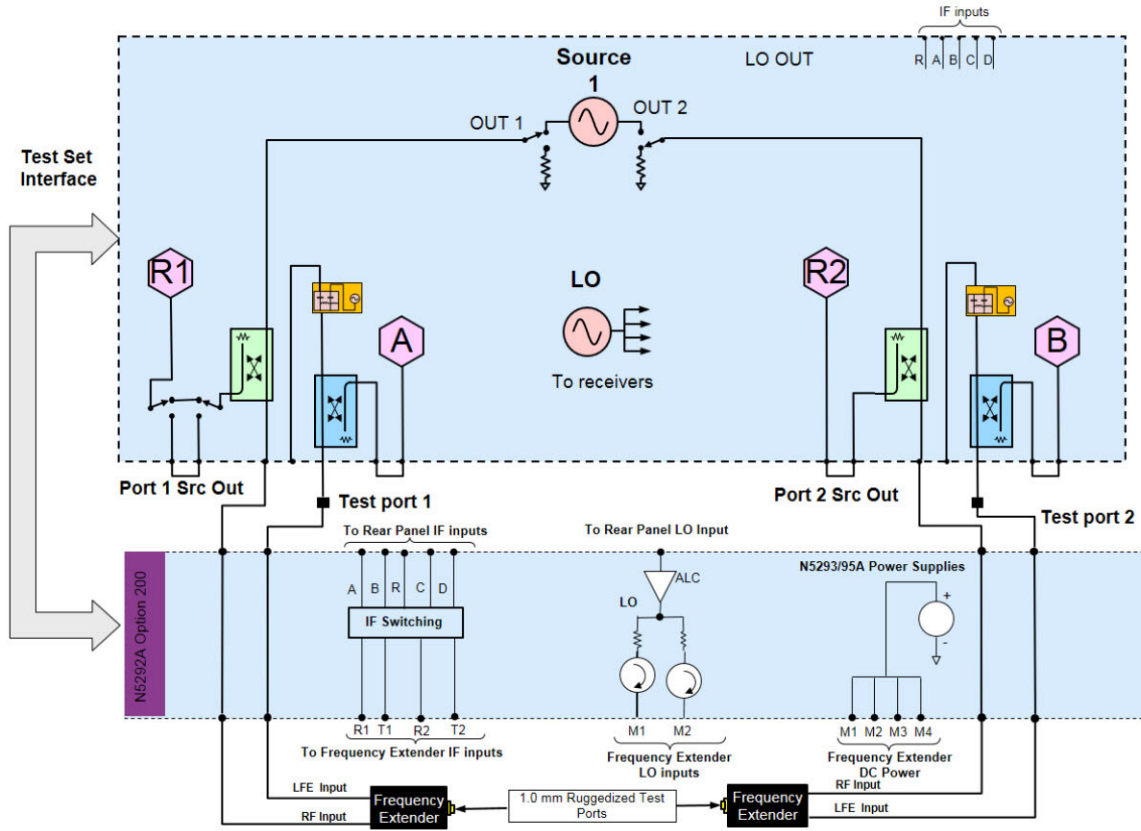 IF inputs
LO OUT
R A B C D
Source
1
OUT 1
OUT 2
Test Set
Interface
R1
A
LO
To receivers
R2
B
Port 1 Src Out
Test port 1
Port 2 Src Out
Test port 2
To Rear Panel IF inputs
To Rear Panel LO Input
N5293/95A Power Supplies
A B R C D
IF Switching
ALC
LO
+
-
N5292A Option 200
R1 T1 R2 T2
To Frequency Extender IF inputs
M1 M2
Frequency Extender
LO inputs
M1 M2 M3 M4
Frequency Extender
DC Power
LFE Input
RF Input
Frequency
Extender
1.0 mm Ruggedized Test
Ports
Frequency
Extender
RF Input
LFE Input